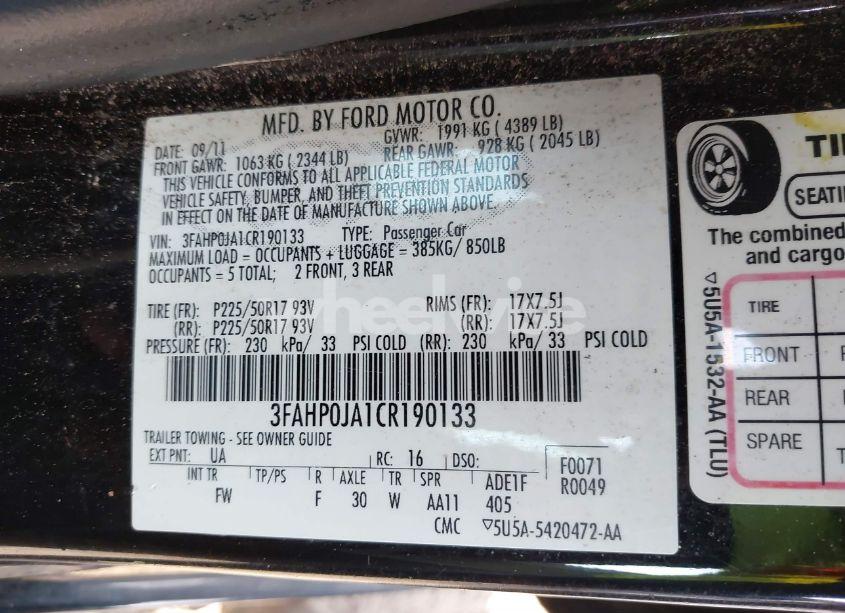 MFD. BY FORD MOTOR CO.
DATE: 09/11 GVWR: 1991 KG ( 4389 LB)
FRONT GAWR: 1063 KG ( 2344 LB) REAR GAWR: 928 KG ( 2045 LB)
THIS VEHICLE CONFORMS TO ALL APPLICABLE FEDERAL MOTOR
VEHICLE SAFETY, BUMPER, AND THEFT PREVENTION STANDARDS
IN EFFECT ON THE DATE OF MANUFACTURE SHOWN ABOVE.
VIN: 3FAHP0JA1CR190133 TYPE: Passenger Car
MAXIMUM LOAD = OCCUPANTS + LUGGAGE = 385KG/ 850LB
OCCUPANTS = 5 TOTAL; 2 FRONT, 3 REAR
TIRE (FR): P225/50R17 93V RIMS (FR): 17X7.5J
(RR): P225/50R17 93V (RR): 17X7.5J
PRESSURE (FR): 230 kPa/ 33 PSI COLD (RR): 230 kPa/ 33 PSI COLD
3FAHP0JA1CR190133
TRAILER TOWING - SEE OWNER GUIDE
EXT PNT: UA RC: 16 DSO: F0071
R0049
INT TR TP/PS R AXLE TR SPR ADE1F
FW F 30 W AA11 405
CMC ▽5U5A-5420472-AA
wheelwise
TI
SEATI
The combined
and cargo
TIRE
FRONT
REAR
SPARE
▽5U5A-1532-AA (TLU)